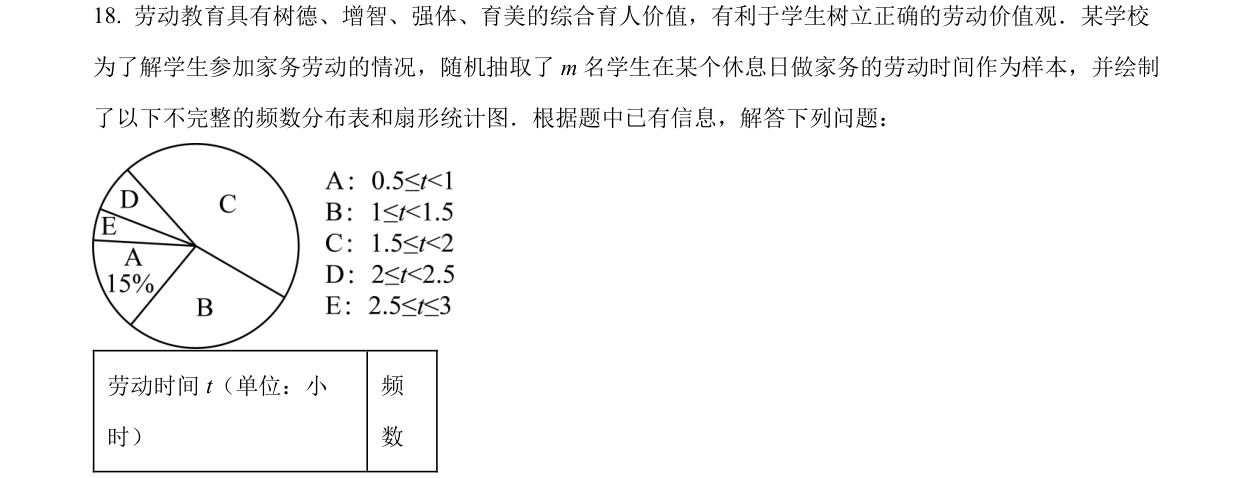 18. 劳动教育具有树德、增智、强体、育美的综合育人价值，有利于学生树立正确的劳动价值观．某学校
为了解学生参加家务劳动的情况，随机抽取了 m 名学生在某个休息日做家务的劳动时间作为样本，并绘制
了以下不完整的频数分布表和扇形统计图．根据题中已有信息，解答下列问题：
C
D
E
A
15%
B
A：0.5≤t<1
B：1≤t<1.5
C：1.5≤t<2
D：2≤t<2.5
E：2.5≤t≤3
劳动时间 t（单位：小
时）
频
数